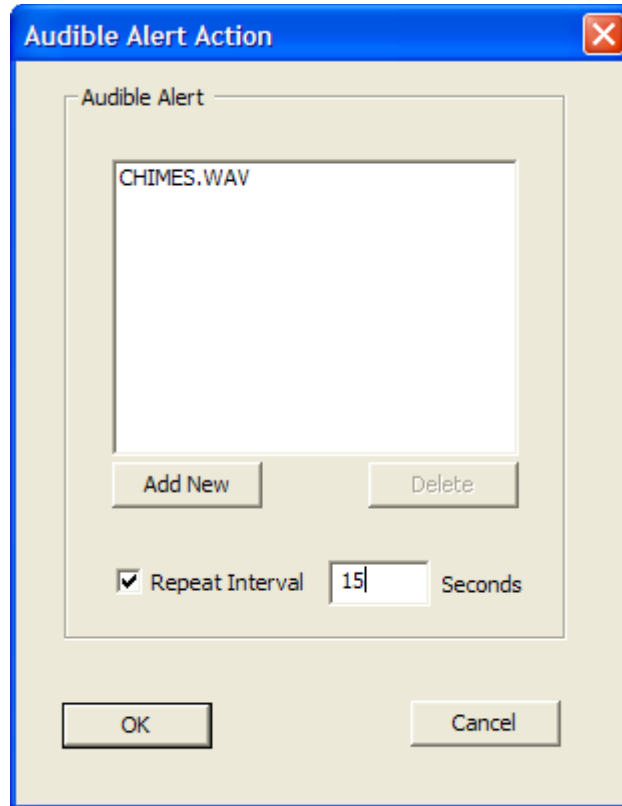 Audible Alert Action
Audible Alert
CHIMES.WAV
Add New Delete
Repeat Interval 15 Seconds
OK Cancel